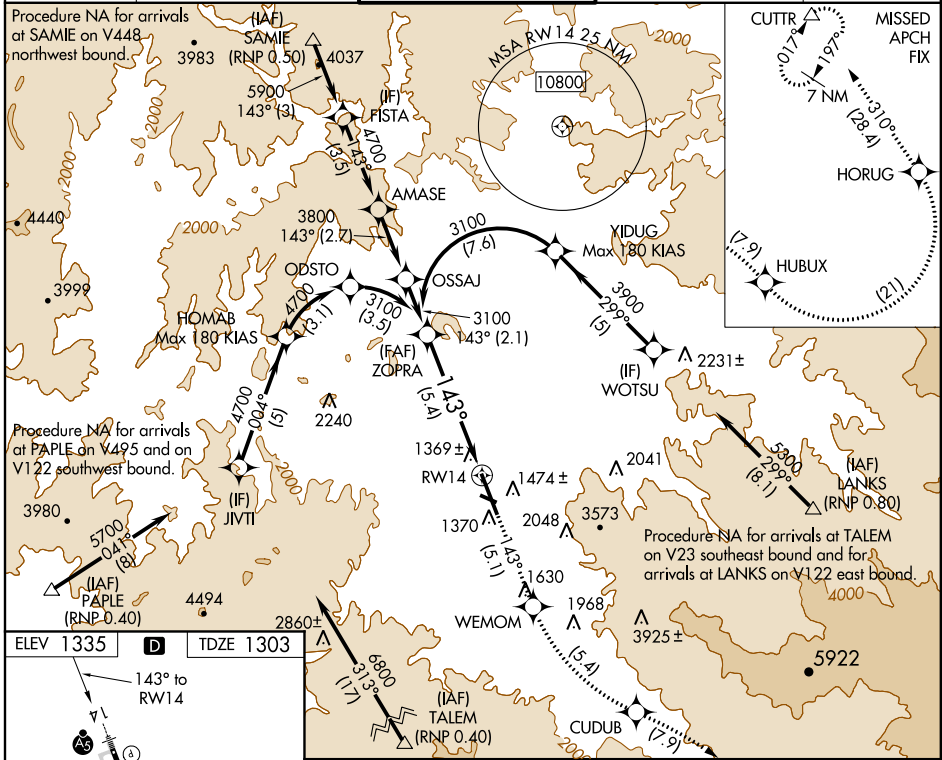 Procedure NA for arrivals
at SAMIE on V448
northwest bound.
3983
(IAF)
SAMIE
(RNP 0.50)
4037
5900
143° (3)
(IF)
FISTA
4700
143°
(3.5)
AMASE
3800
143° (2.7)
2000
2000
2000
4440
3999
MSA RW14 25 NM
10800
2000
CUTTR
017°
197°
7 NM
MISSED
APCH
FIX
310°
(28.4)
HORUG
(7.9)
HUBUX
(21)
3100
(7.6)
YIDUG
Max 180 KIAS
ODSTO
OSSAJ
4700
(3.1)
3100
(3.5)
3100
143° (2.1)
HOMAB
Max 180 KIAS
(FAF)
ZOPRA
3900
299°
(5)
(IF)
WOTSU
2231±
143°
(5.4)
4700
004°
(5)
2240
Procedure NA for arrivals
at PAPLE on V495 and on
V122 southwest bound.
2000
(IF)
JIVTI
1369 ±
RW14
1474 ±
1370
2041
2048
3573
5300
299°
(8.1)
(IAF)
LANKS
(RNP 0.80)
Procedure NA for arrivals at TALEM
on V23 southeast bound and for
arrivals at LANKS on V122 east bound.
3980
5700
041°
(8)
(IAF)
PAPLE
(RNP 0.40)
4494
143°
(5.1)
1630
WEMOM
1968
3925 ±
4000
5922
2860±
6800
313°
(17)
(IAF)
TALEM
(RNP 0.40)
(5.4)
CUDUB
(7.9)
2000
ELEV 1335
D
TDZE 1303
143° to
RW14
14
A5
P